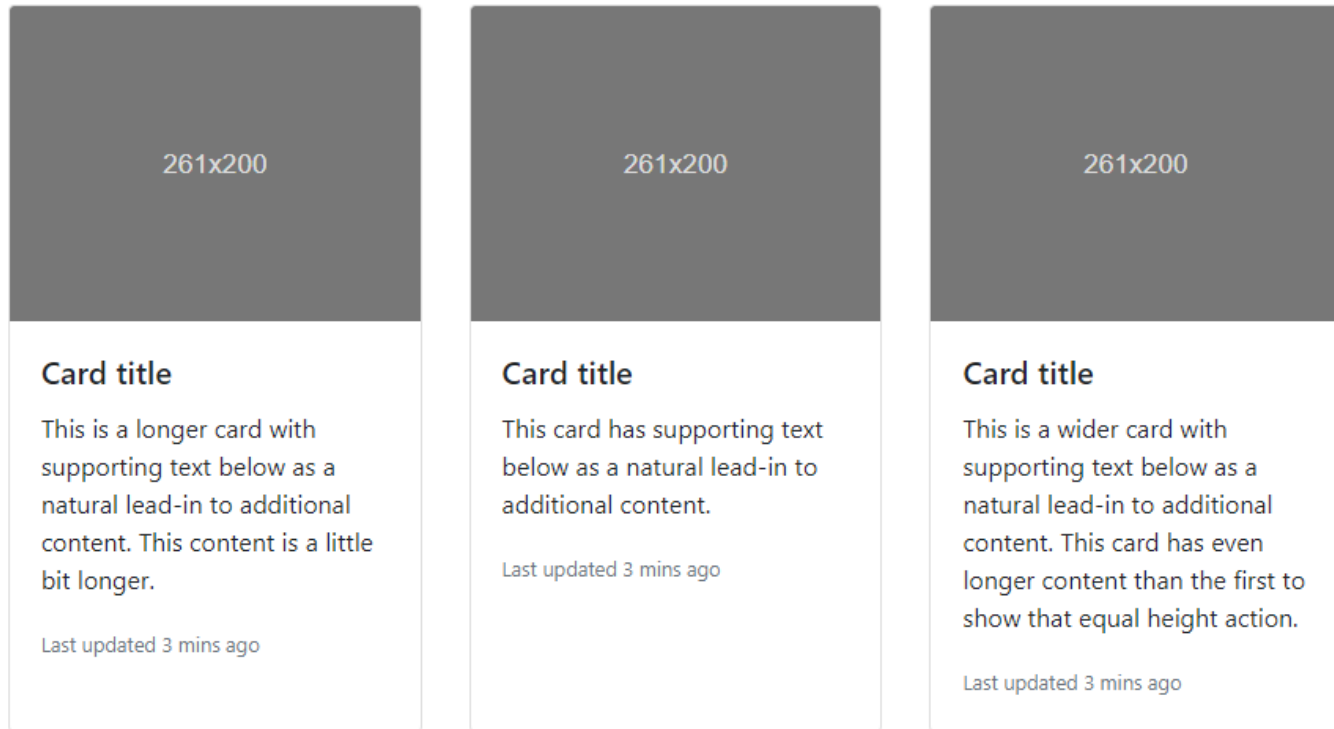 261x200
Card title
This is a longer card with
supporting text below as a
natural lead-in to additional
content. This content is a little
bit longer.
Last updated 3 mins ago
261x200
Card title
This card has supporting text
below as a natural lead-in to
additional content.
Last updated 3 mins ago
261x200
Card title
This is a wider card with
supporting text below as a
natural lead-in to additional
content. This card has even
longer content than the first to
show that equal height action.
Last updated 3 mins ago